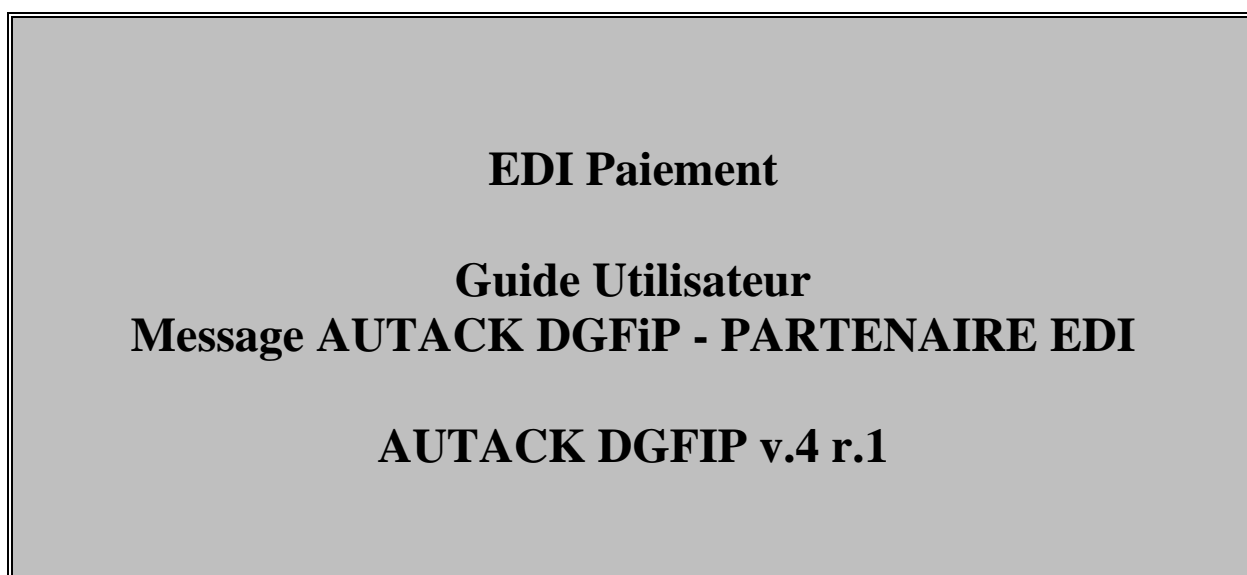 EDI Paiement
Guide Utilisateur
Message AUTACK DGFiP - PARTENAIRE EDI
AUTACK DGFIP v.4 r.1